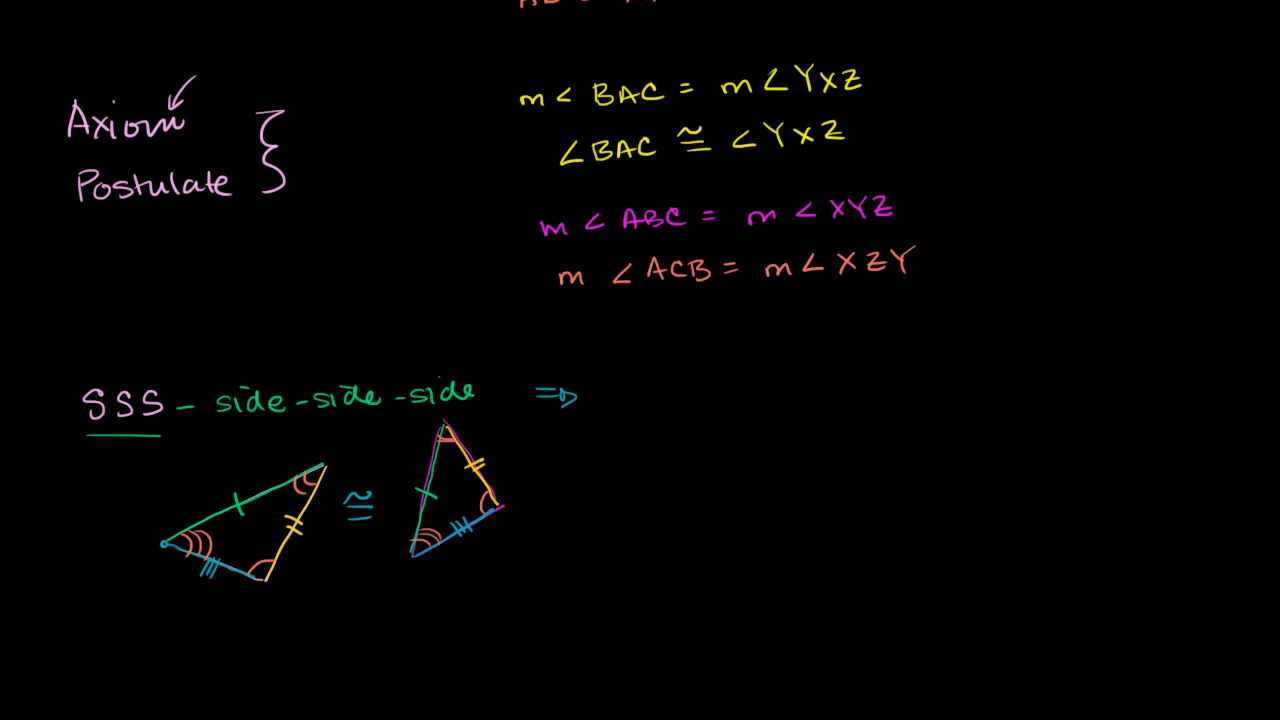 m∠BAC = m∠YXZ
∠BAC ≅ ∠YXZ
Axiom
Postulate }
m∠ABC = m∠XYZ
m∠ACB = m∠XZY
SSS - side-side-side ⇒
≅